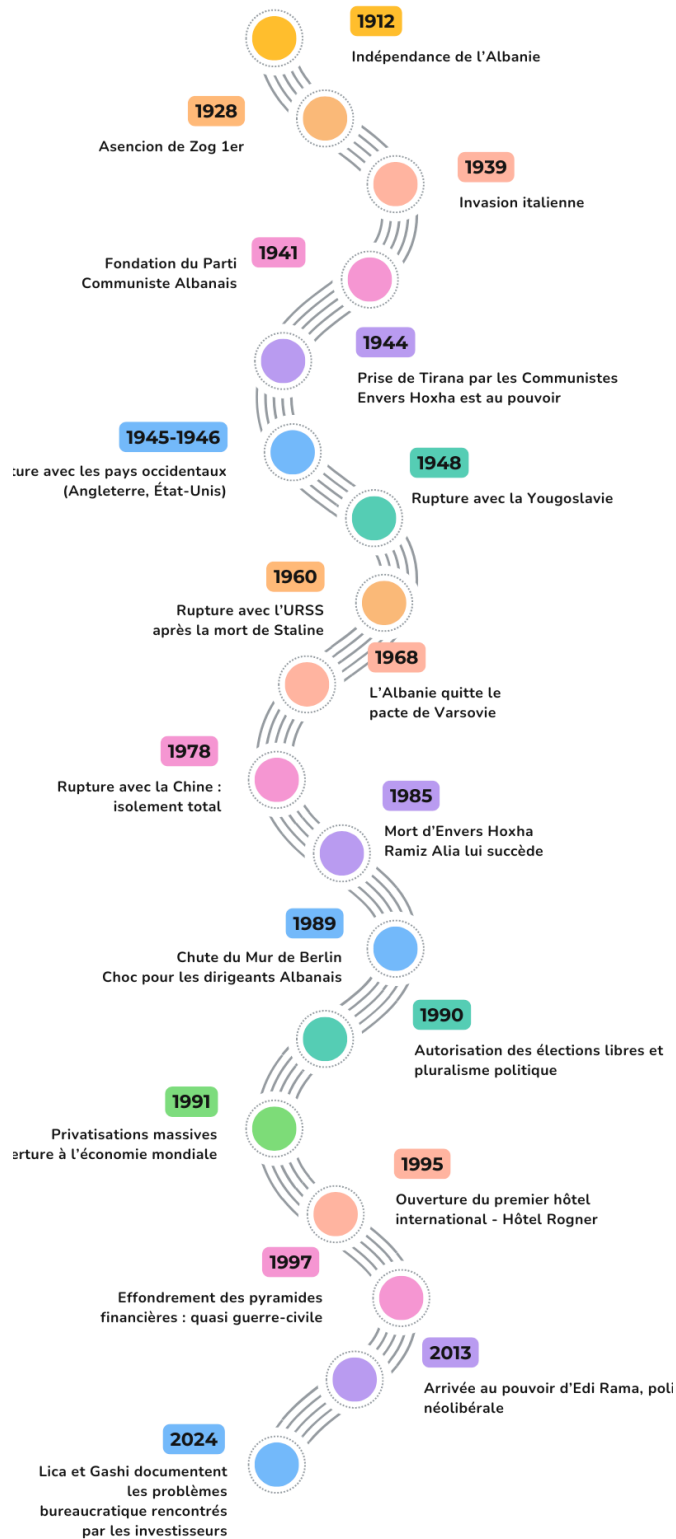 1912
Indépendance de l'Albanie
1928
Asencion de Zog 1er
1939
Invasion italienne
1941
Fondation du Parti
Communiste Albanais
1944
Prise de Tirana par les Communistes
Envers Hoxha est au pouvoir
1945-1946
avec les pays occidentaux
(Angleterre, État-Unis)
1948
Rupture avec la Yougoslavie
1960
Rupture avec l'URSS
après la mort de Staline
1968
L'Albanie quitte le
pacte de Varsovie
1978
Rupture avec la Chine :
isolement total
1985
Mort d'Envers Hoxha
Ramiz Alia lui succède
1989
Chute du Mur de Berlin
Choc pour les dirigeants Albanais
1990
Autorisation des élections libres et
pluralisme politique
1991
Privatisations massives
à l'économie mondiale
1995
Ouverture du premier hôtel
international - Hôtel Rogner
1997
Effondrement des pyramides
financières : quasi guerre-civile
2013
Arrivée au pouvoir d'Edi Rama,
néolibérale
2024
Lica et Gashi documentent
les problèmes
bureaucratique rencontrés
par les investisseurs